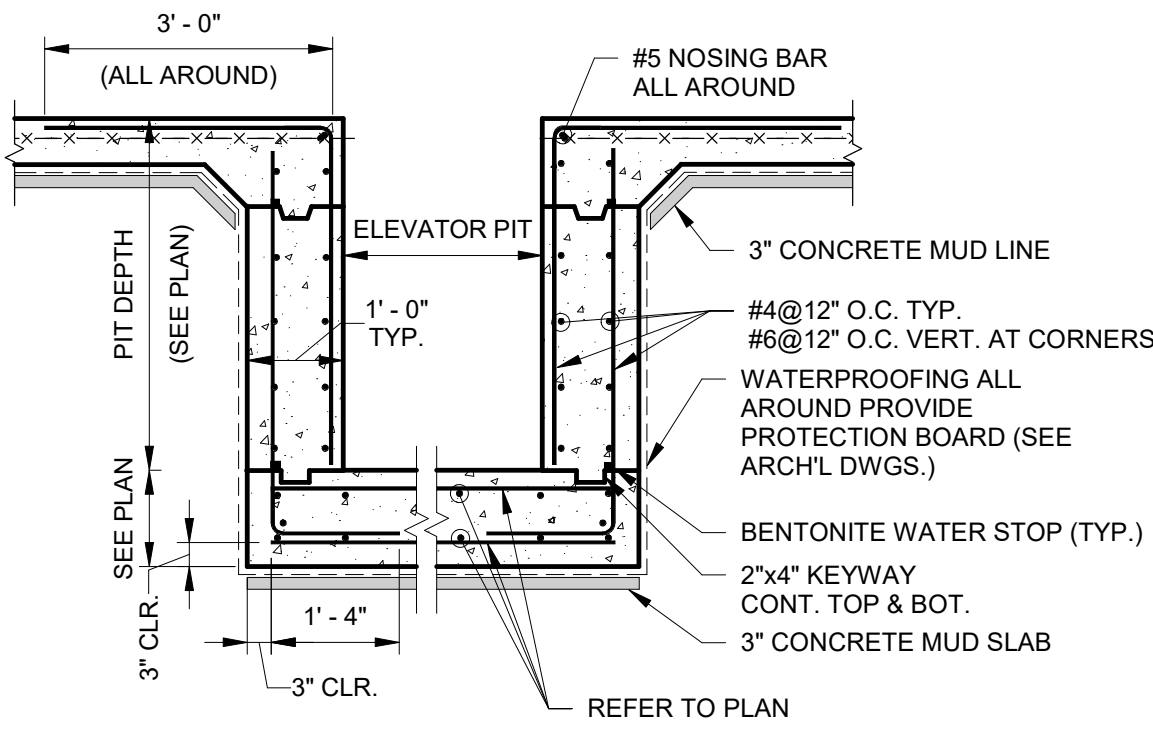 3' - 0"
(ALL AROUND)
#5 NOSING BAR
ALL AROUND
ELEVATOR PIT
3" CONCRETE MUD LINE
PIT DEPTH
(SEE PLAN)
1' - 0"
TYP.
#4@12" O.C. TYP.
#6@12" O.C. VERT. AT CORNERS
WATERPROOFING ALL
AROUND PROVIDE
PROTECTION BOARD (SEE
ARCH'L DWGS.)
SEE PLAN
BENTONITE WATER STOP (TYP.)
2"x4" KEYWAY
CONT. TOP & BOT.
3" CLR.
1' - 4"
3" CONCRETE MUD SLAB
3" CLR.
REFER TO PLAN